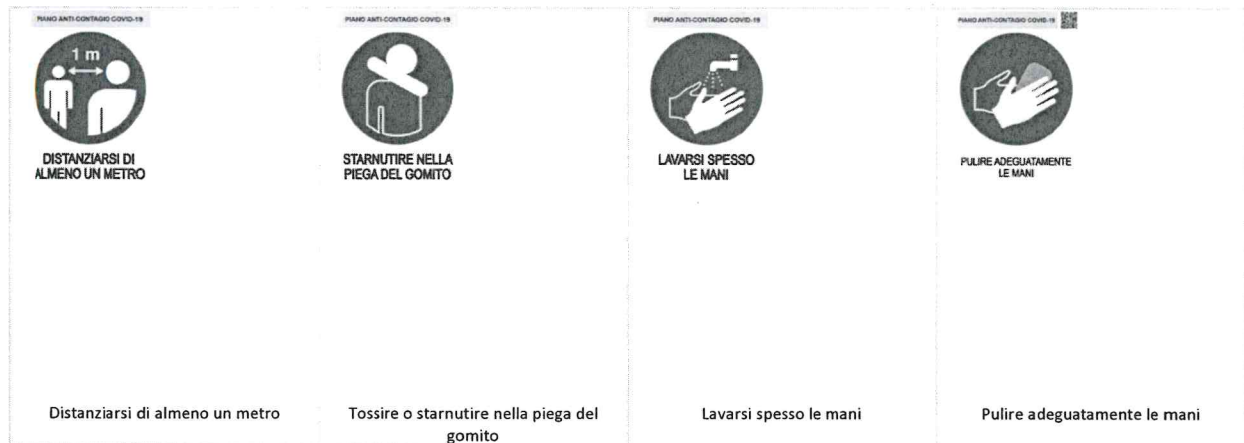 PIANO ANTI-CONTAGIO COVID-19
1 m
DISTANZIARSI DI
ALMENO UN METRO
Distanziarsi di almeno un metro
PIANO ANTI-CONTAGIO COVID-19
STARNUTIRE NELLA
PIEGA DEL GOMITO
Tossire o starnutire nella piega del
gomito
PIANO ANTI-CONTAGIO COVID-19
LAVARSI SPESSO
LE MANI
Lavarsi spesso le mani
PIANO ANTI-CONTAGIO COVID-19
PULIRE ADEGUATAMENTE
LE MANI
Pulire adeguatamente le mani